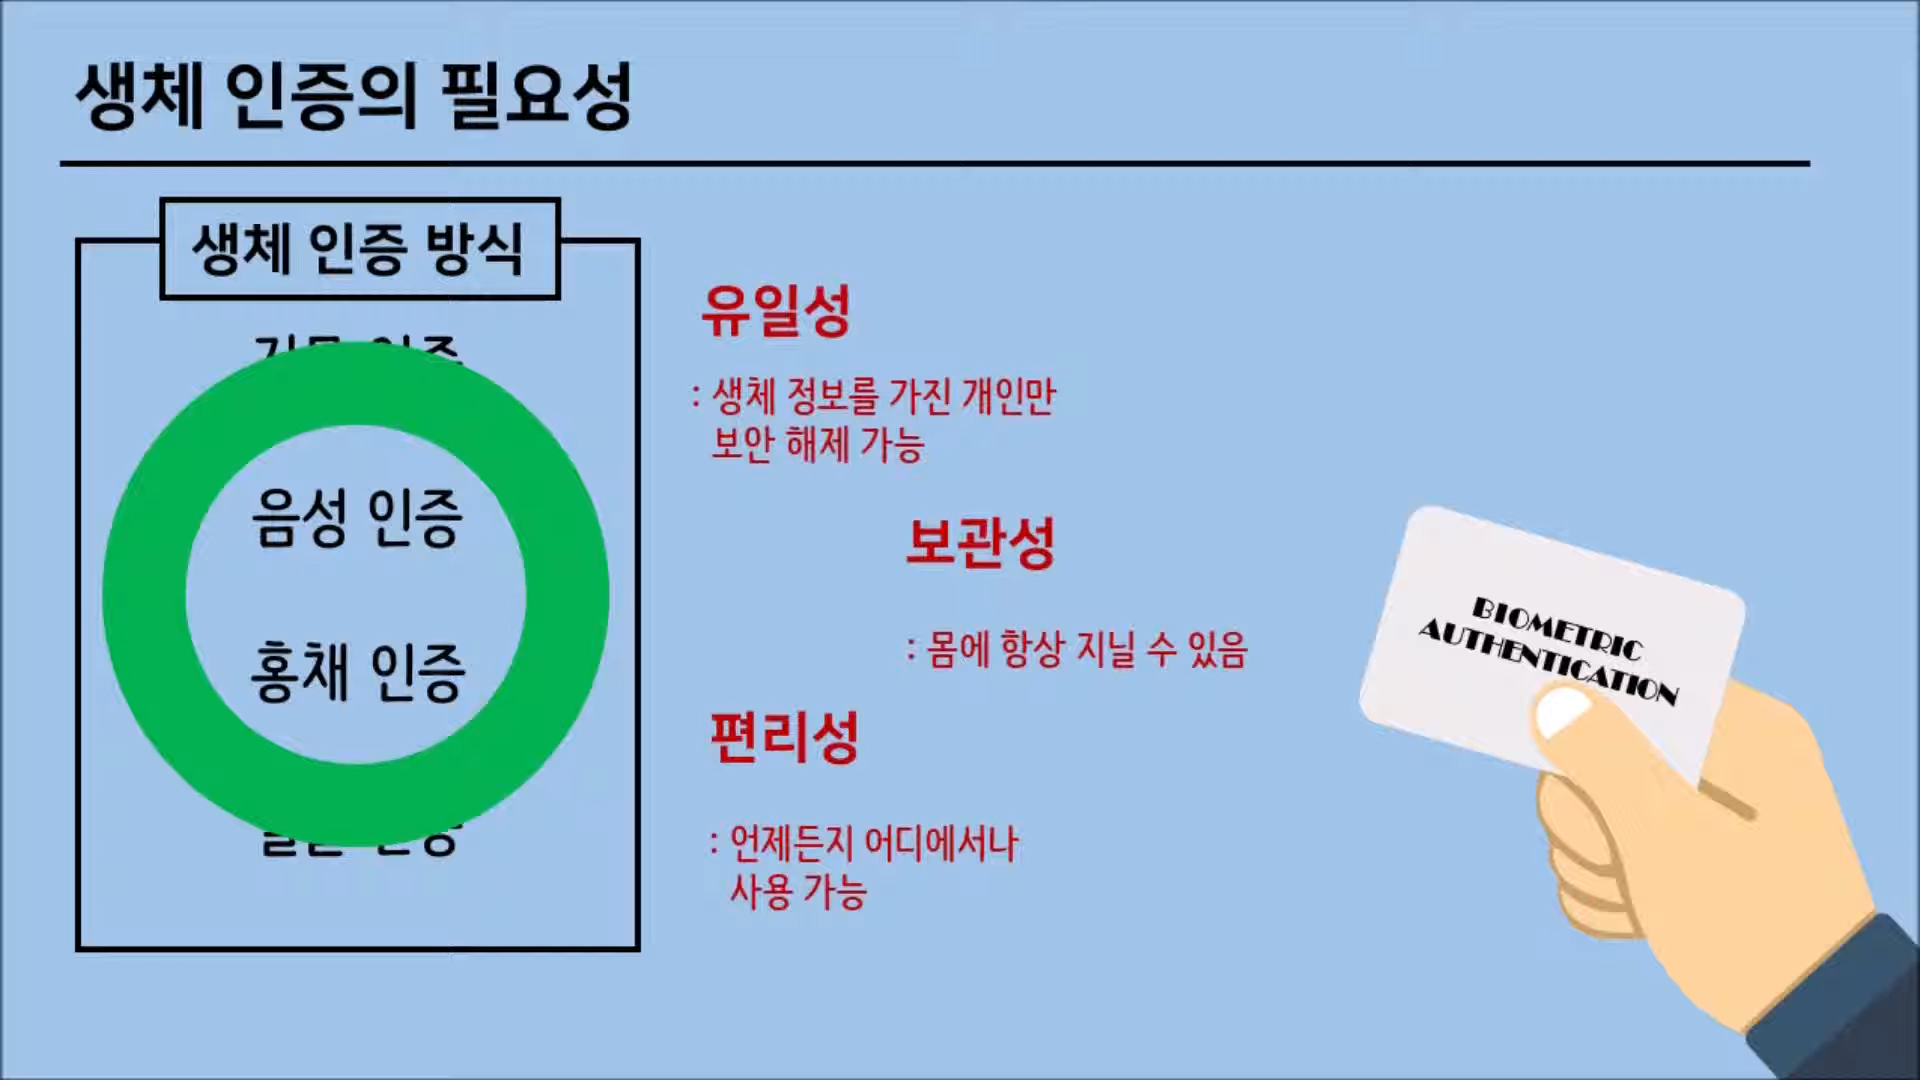 생체 인증의 필요성
생체 인증 방식
음성 인증
홍채 인증
유일성
: 생체 정보를 가진 개인만
보안 해제 가능
보관성
: 몸에 항상 지닐 수 있음
편리성
: 언제든지 어디에서나
사용 가능
BIOMETRIC
AUTHENTICATION